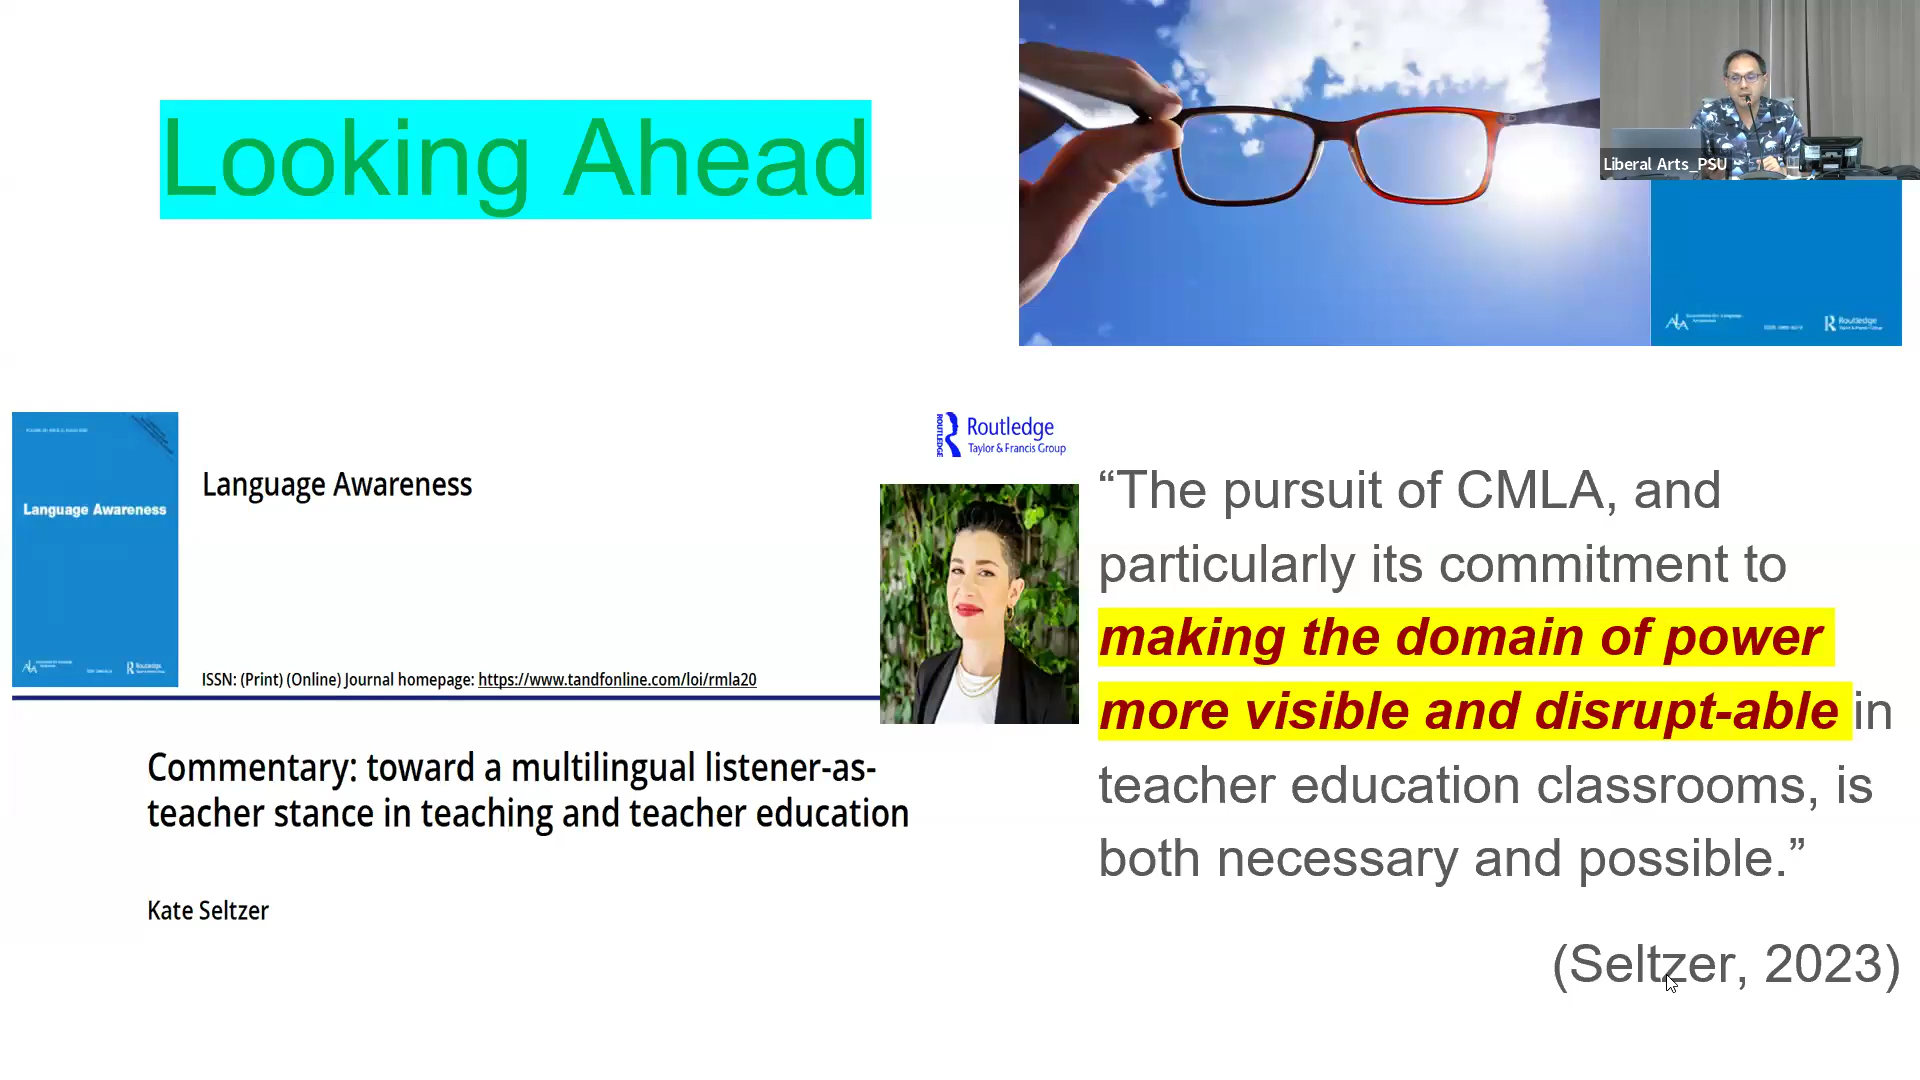 Looking Ahead
Liberal Arts_PSU
Routledge
Language Awareness
Routledge
Language Awareness
ISSN: (Print) (Online) Journal homepage: https://www.tandfonline.com/loi/rmla20
Routledge
ROUTLEDGE
Taylor & Francis Group
Commentary: toward a multilingual listener-as-
teacher stance in teaching and teacher education
Kate Seltzer
“The pursuit of CMLA, and
particularly its commitment to
making the domain of power
more visible and disrupt-able in
teacher education classrooms, is
both necessary and possible.”
(Seltzer, 2023)